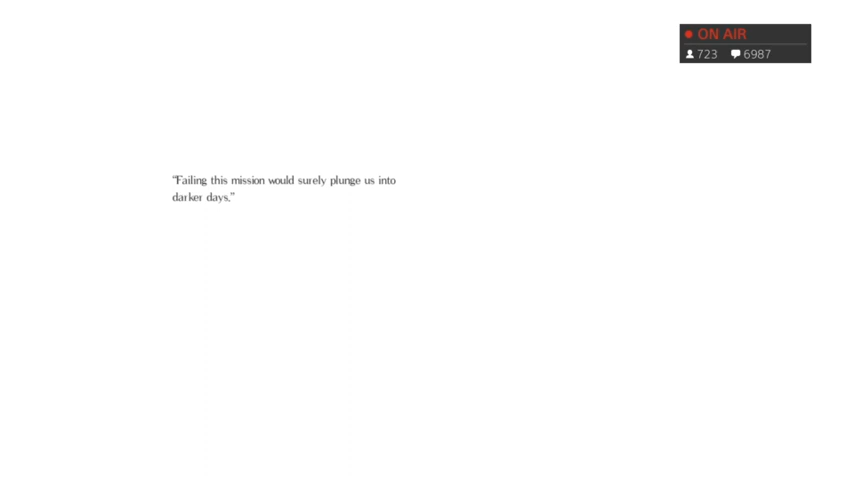 ON AIR
723 6987
“Failing this mission would surely plunge us into
darker days.”